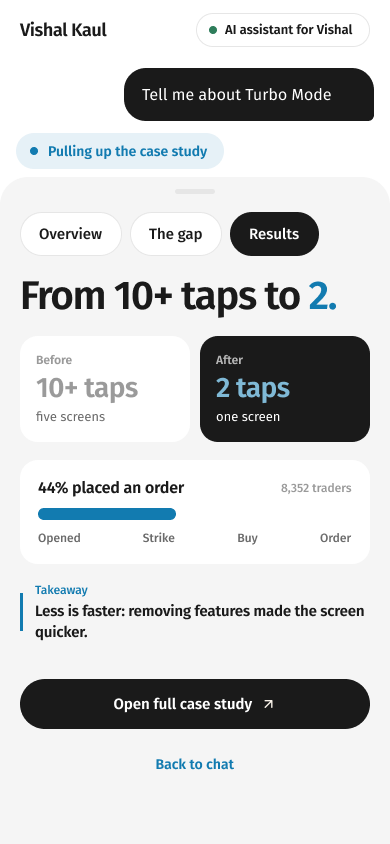 Vishal Kaul
AI assistant for Vishal
Tell me about Turbo Mode
Pulling up the case study
Overview
The gap
Results
From 10+ taps to 2.
Before
10+ taps
five screens
After
2 taps
one screen
44% placed an order
8,352 traders
Opened
Strike
Buy
Order
Takeaway
Less is faster: removing features made the screen
quicker.
Open full case study ↗
Back to chat